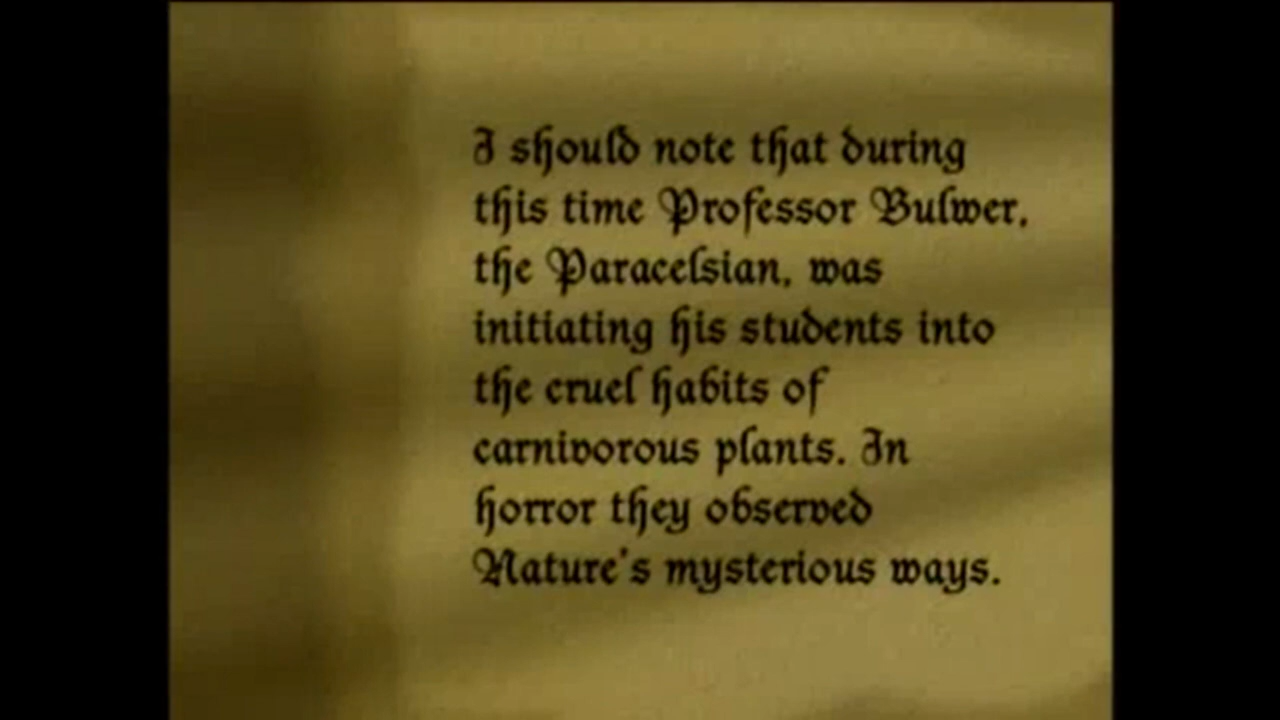 I should note that during
this time Professor Bulwer,
the Paracelsian, was
initiating his students into
the cruel habits of
carnivorous plants. In
horror they observed
Nature's mysterious ways.